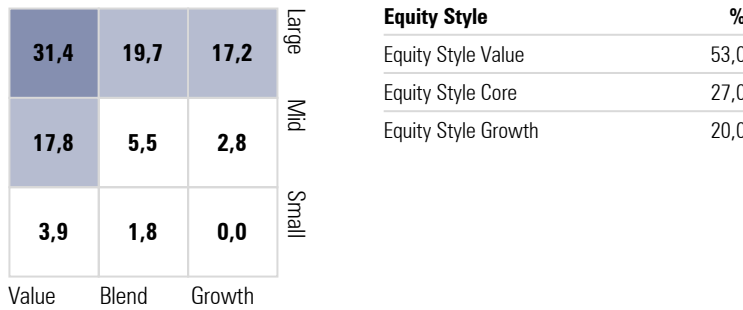 31,4 19,7 17,2 Large
17,8 5,5 2,8 Mid
3,9 1,8 0,0 Small
Value Blend Growth
Equity Style %
Equity Style Value 53,0
Equity Style Core 27,0
Equity Style Growth 20,0